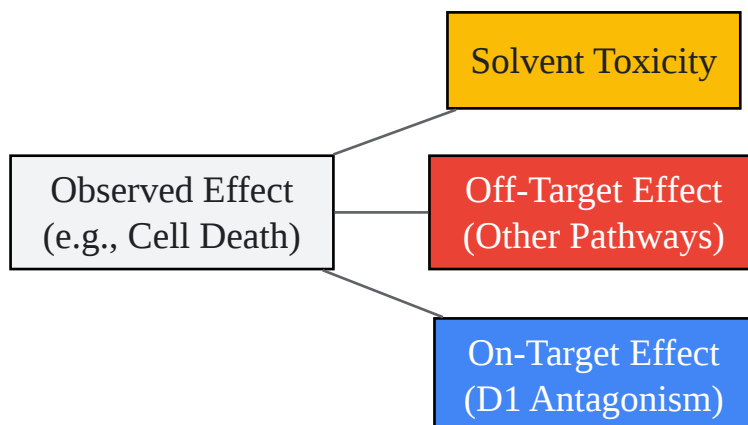 Solvent Toxicity
Observed Effect
(e.g., Cell Death)
Off-Target Effect
(Other Pathways)
On-Target Effect
(D1 Antagonism)